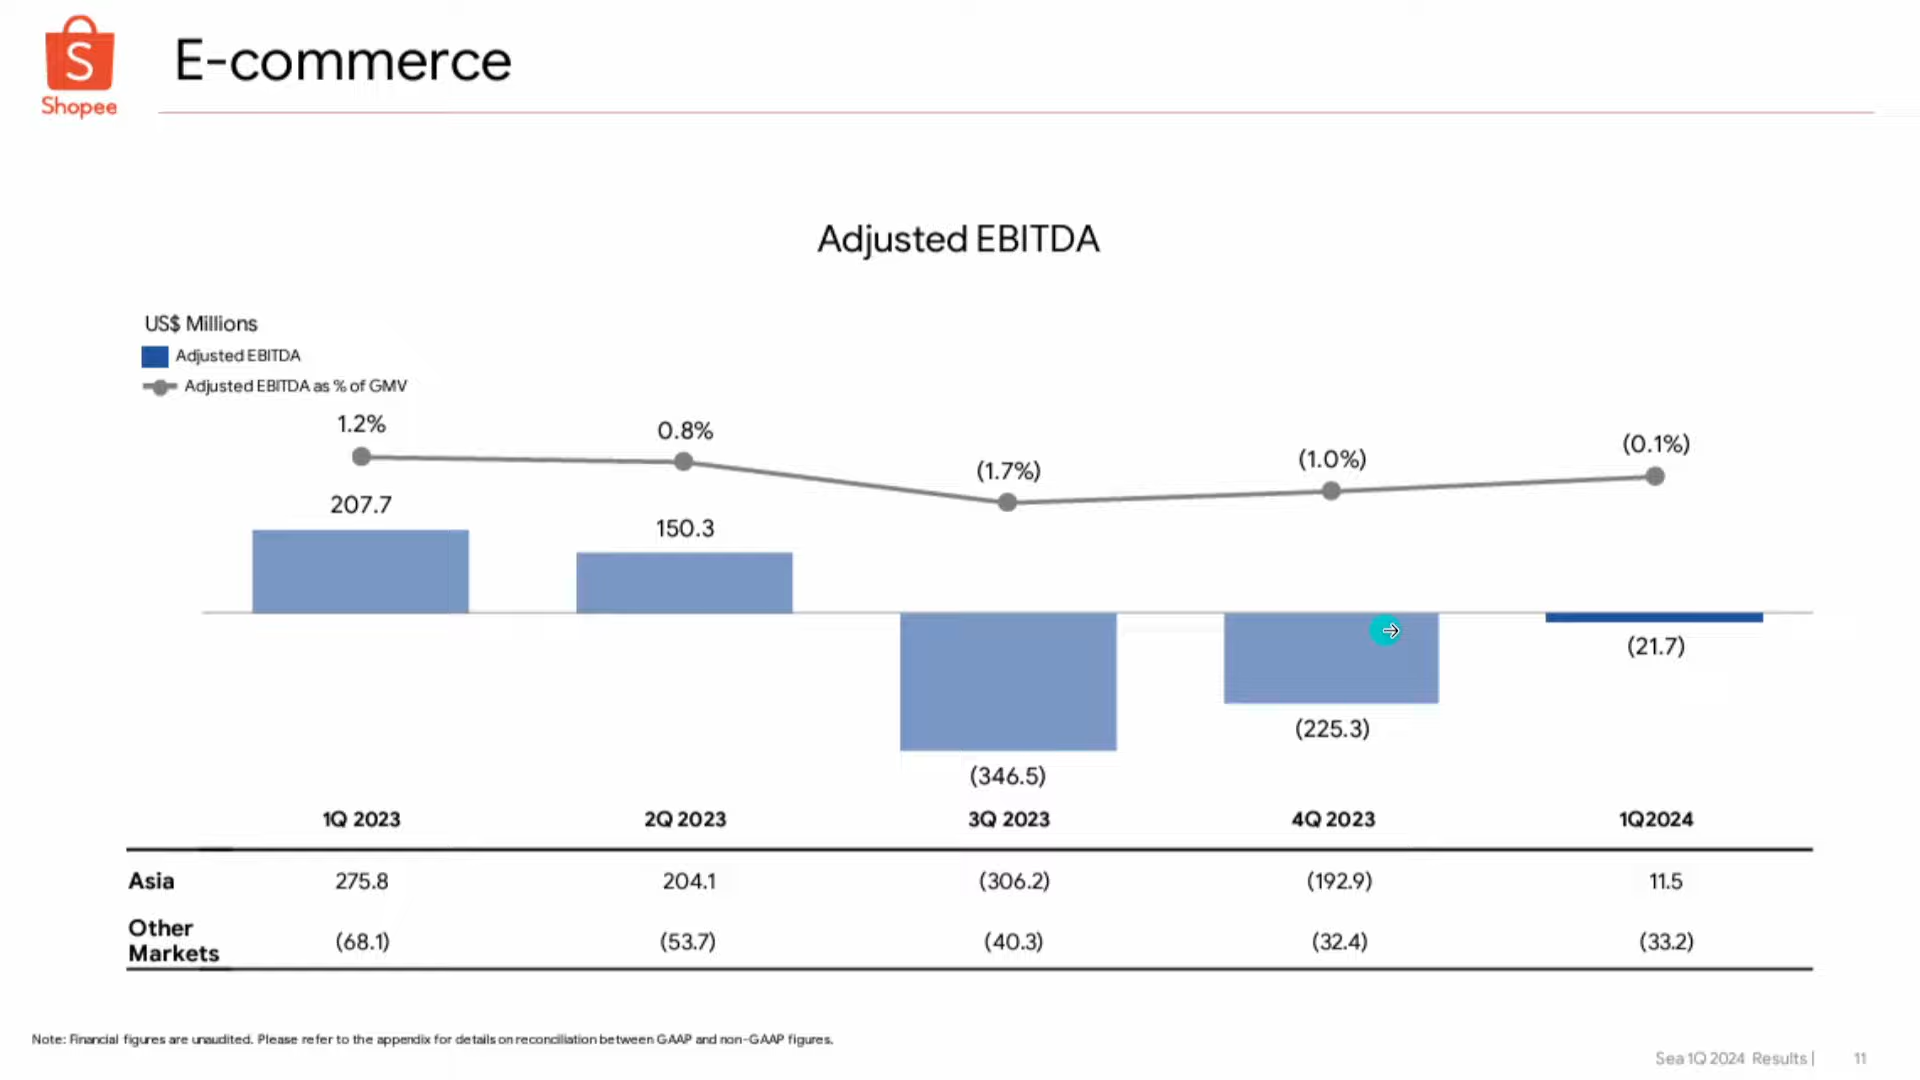 S
Shopee
E-commerce
Adjusted EBITDA
US$ Millions
Adjusted EBITDA
Adjusted EBITDA as % of GMV
1.2% 0.8% (1.7%) (1.0%) (0.1%)
207.7 150.3 (346.5) (225.3) (21.7)
1Q 2023 2Q 2023 3Q 2023 4Q 2023 1Q2024
Asia 275.8 204.1 (306.2) (192.9) 11.5
Other
Markets (68.1) (53.7) (40.3) (32.4) (33.2)
Note: Financial figures are unaudited. Please refer to the appendix for details on reconciliation between GAAP and non-GAAP figures.
Sea 1Q 2024 Results | 11